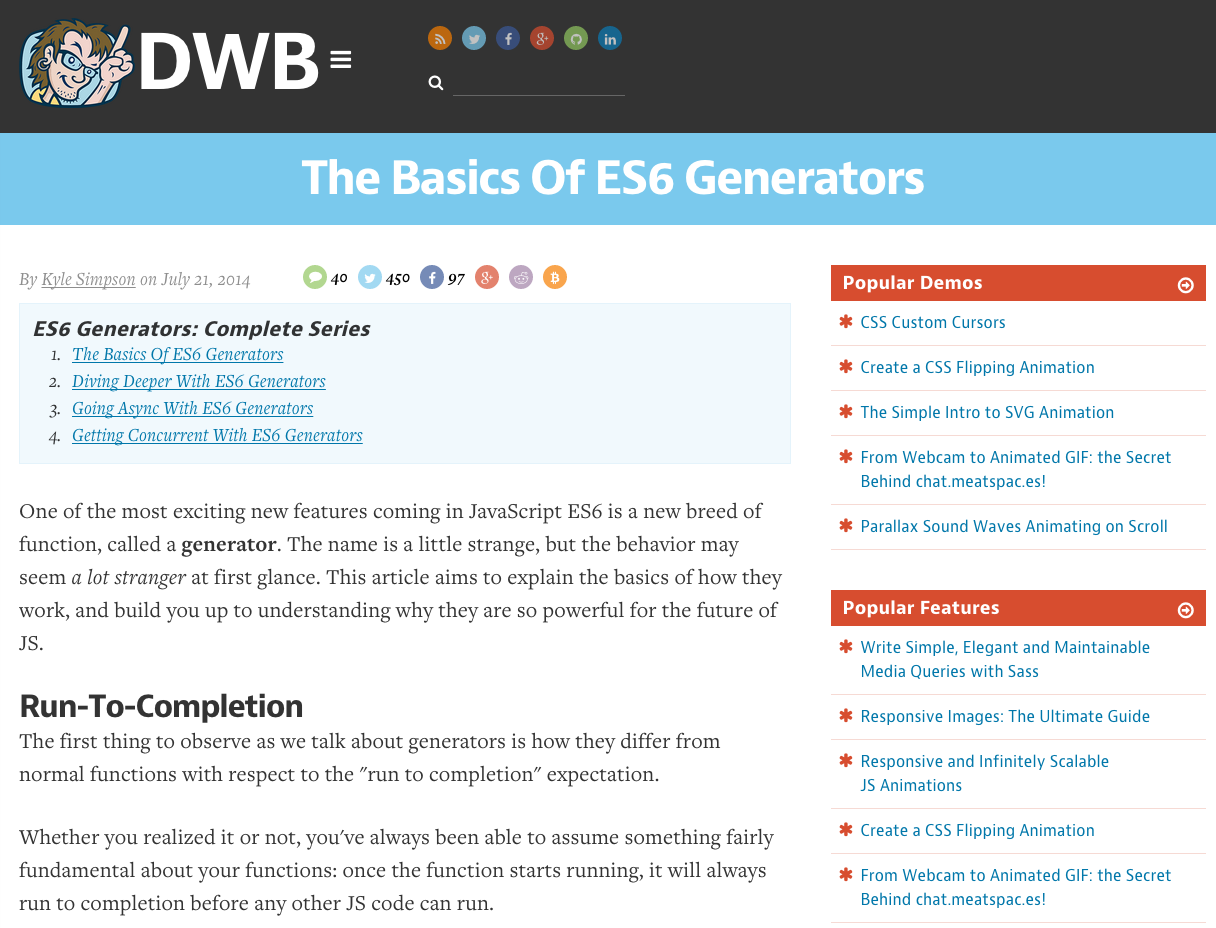 DWB
The Basics Of ES6 Generators
By Kyle Simpson on July 21, 2014
40 450 97
ES6 Generators: Complete Series
1. The Basics Of ES6 Generators
2. Diving Deeper With ES6 Generators
3. Going Async With ES6 Generators
4. Getting Concurrent With ES6 Generators
One of the most exciting new features coming in JavaScript ES6 is a new breed of
function, called a generator. The name is a little strange, but the behavior may
seem a lot stranger at first glance. This article aims to explain the basics of how they
work, and build you up to understanding why they are so powerful for the future of
JS.
Run-To-Completion
The first thing to observe as we talk about generators is how they differ from
normal functions with respect to the "run to completion" expectation.
Whether you realized it or not, you've always been able to assume something fairly
fundamental about your functions: once the function starts running, it will always
run to completion before any other JS code can run.
Popular Demos
CSS Custom Cursors
Create a CSS Flipping Animation
The Simple Intro to SVG Animation
From Webcam to Animated GIF: the Secret
Behind chat.meatspac.es!
Parallax Sound Waves Animating on Scroll
Popular Features
Write Simple, Elegant and Maintainable
Media Queries with Sass
Responsive Images: The Ultimate Guide
Responsive and Infinitely Scalable
JS Animations
Create a CSS Flipping Animation
From Webcam to Animated GIF: the Secret
Behind chat.meatspac.es!